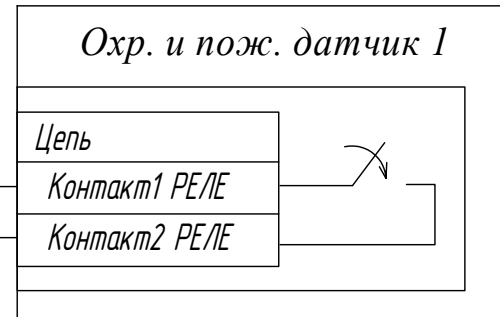 Охр. и пож. датчик 1
Цепь
Контакт1 РЕЛЕ
Контакт2 РЕЛЕ